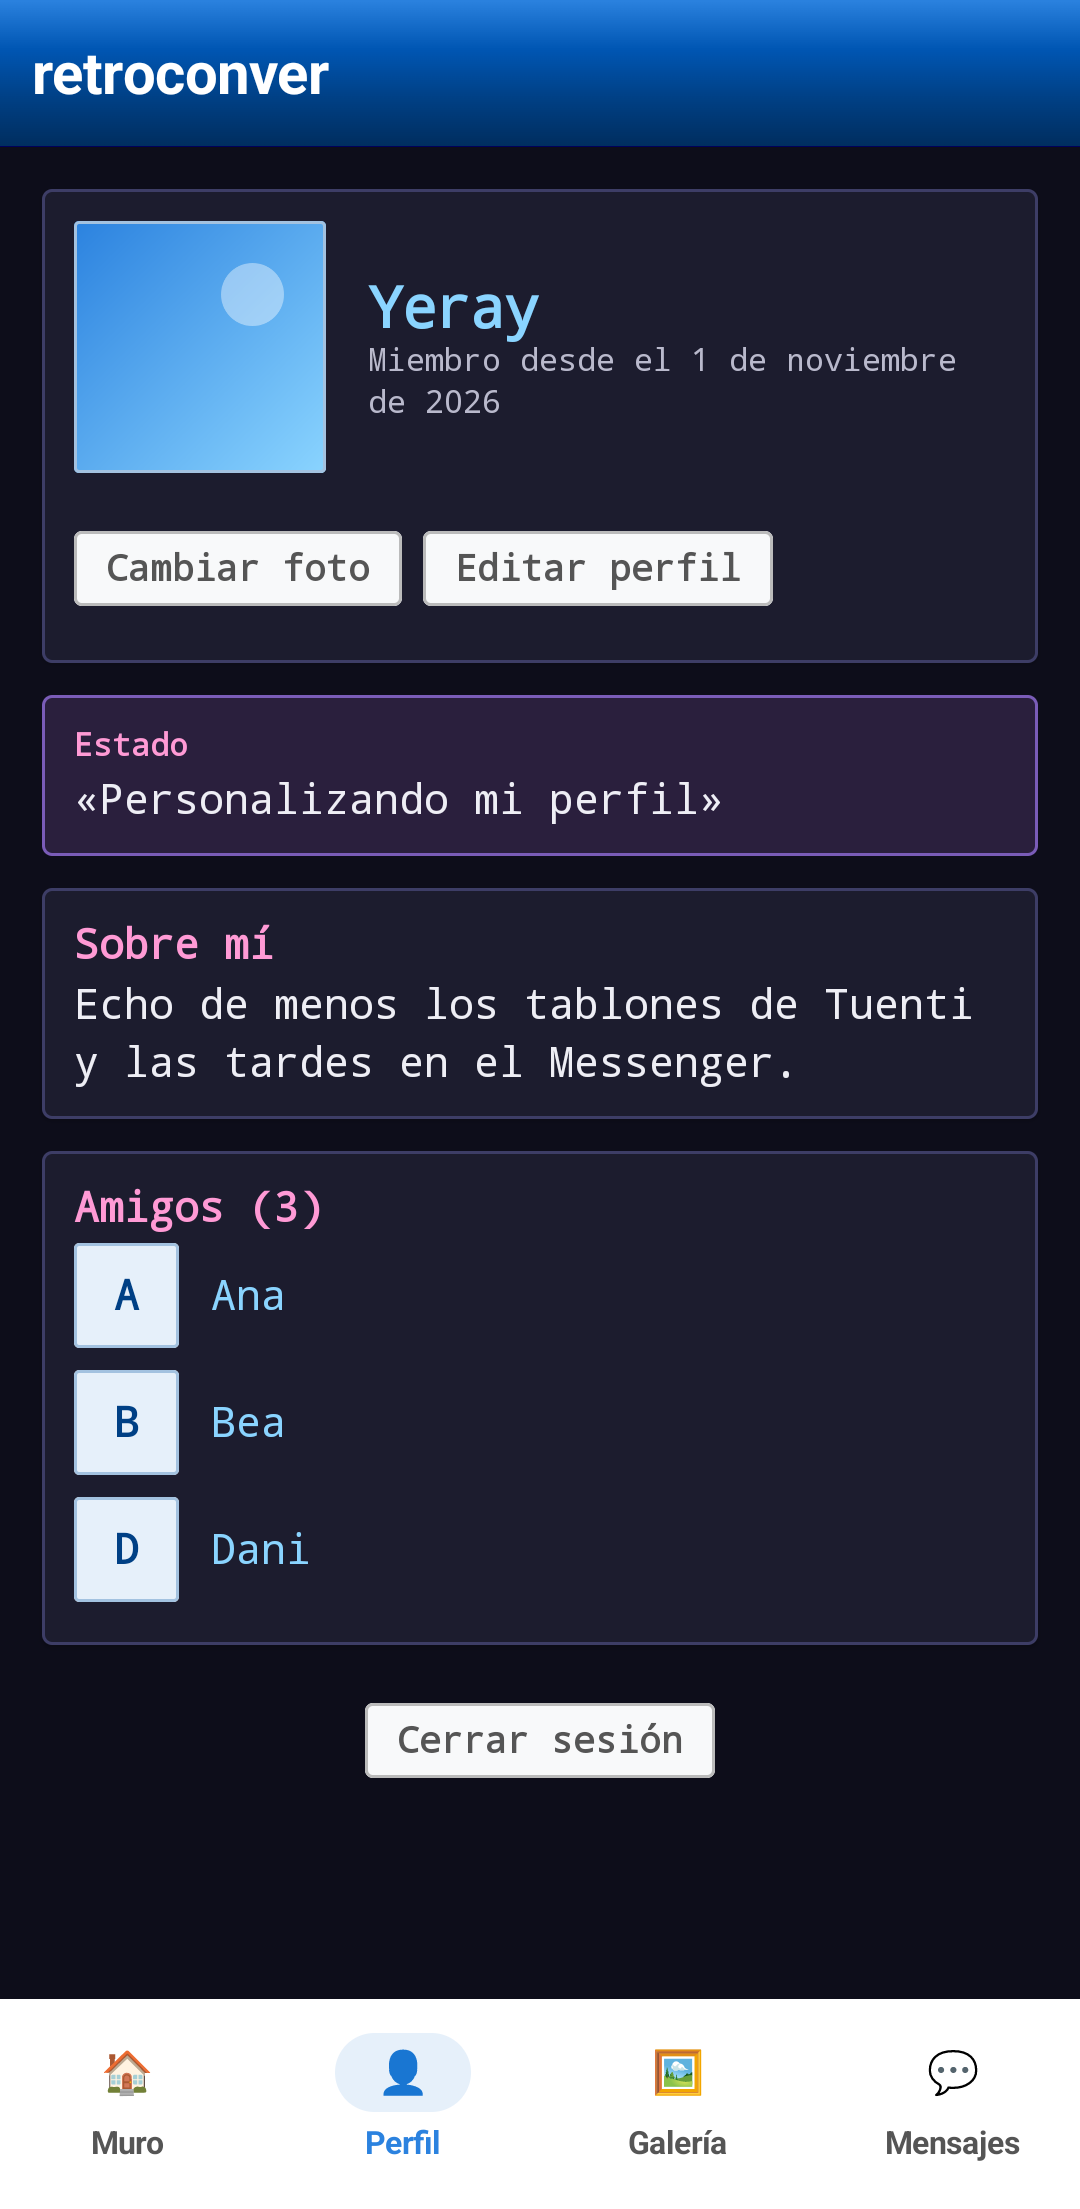 retroconver
Yeray
Miembro desde el 1 de noviembre
de 2026
Cambiar foto
Editar perfil
Estado
«Personalizando mi perfil»
Sobre mí
Echo de menos los tablones de Tuenti
y las tardes en el Messenger.
Amigos (3)
A
Ana
B
Bea
D
Dani
Cerrar sesión
Muro
Perfil
Galería
Mensajes